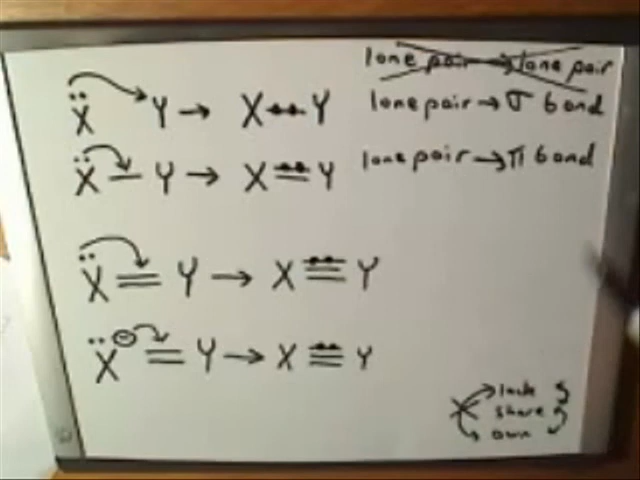 lone pair → lone pair
Ẍ Y → X — Y lone pair → σ bond
Ẍ — Y → X = Y lone pair → π bond
Ẍ = Y → X ≡ Y
Ẍ ⊖ = Y → X ≡ Y
lack
share
own